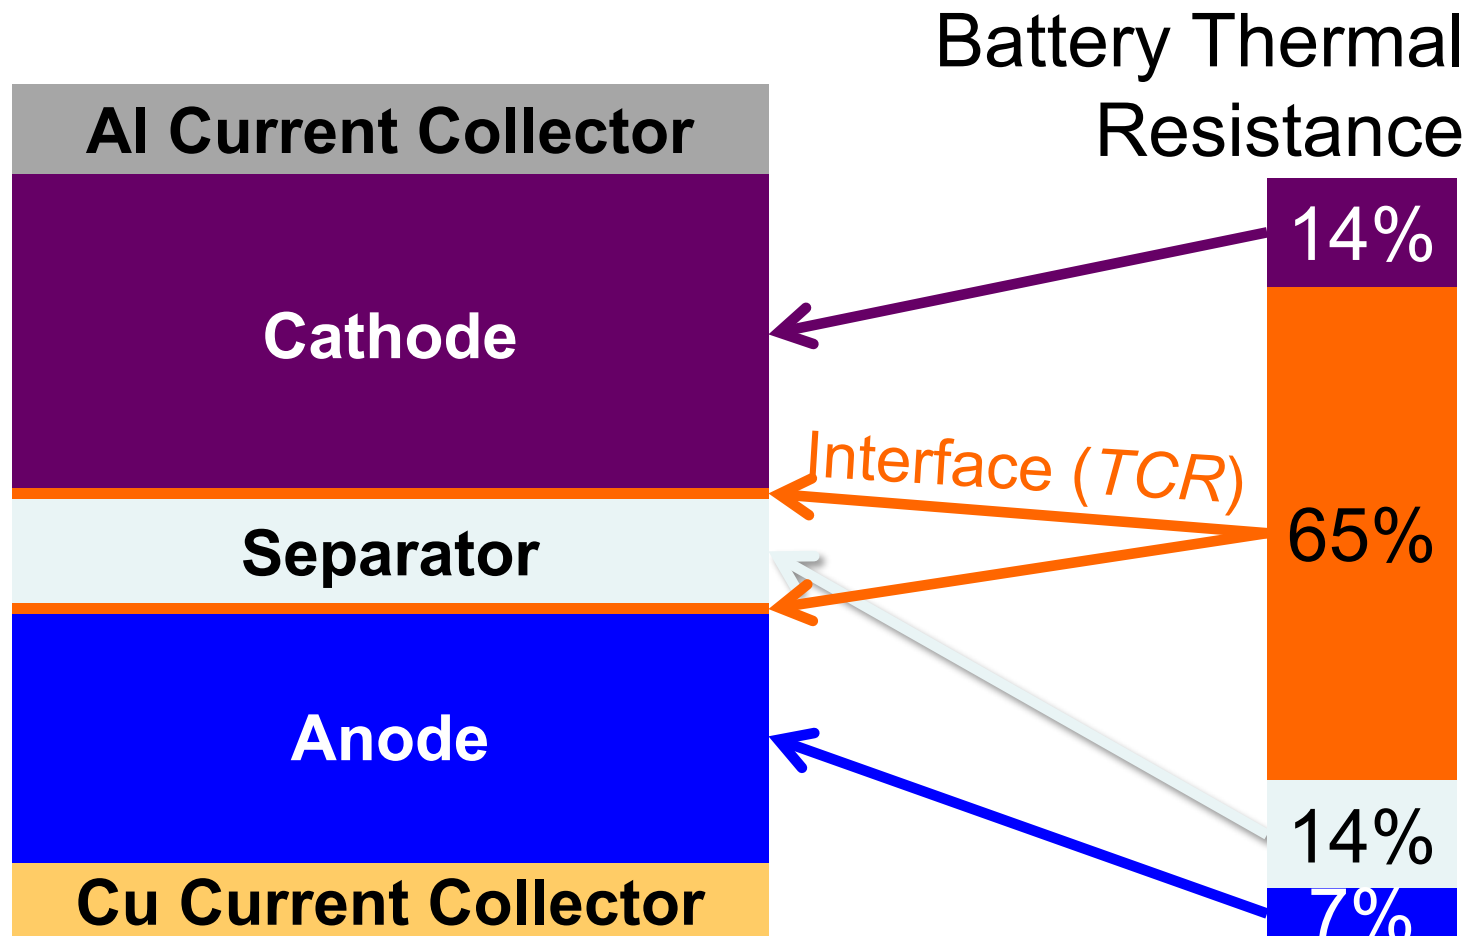 Battery Thermal
Resistance
Al Current Collector
Cathode
Separator
Anode
Cu Current Collector
Interface (TCR)
14%
65%
14%
7%